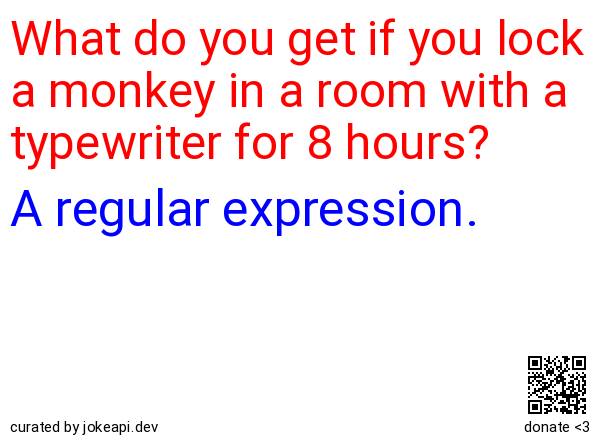 What do you get if you lock
a monkey in a room with a
typewriter for 8 hours?
A regular expression.
curated by jokeapi.dev
donate <3